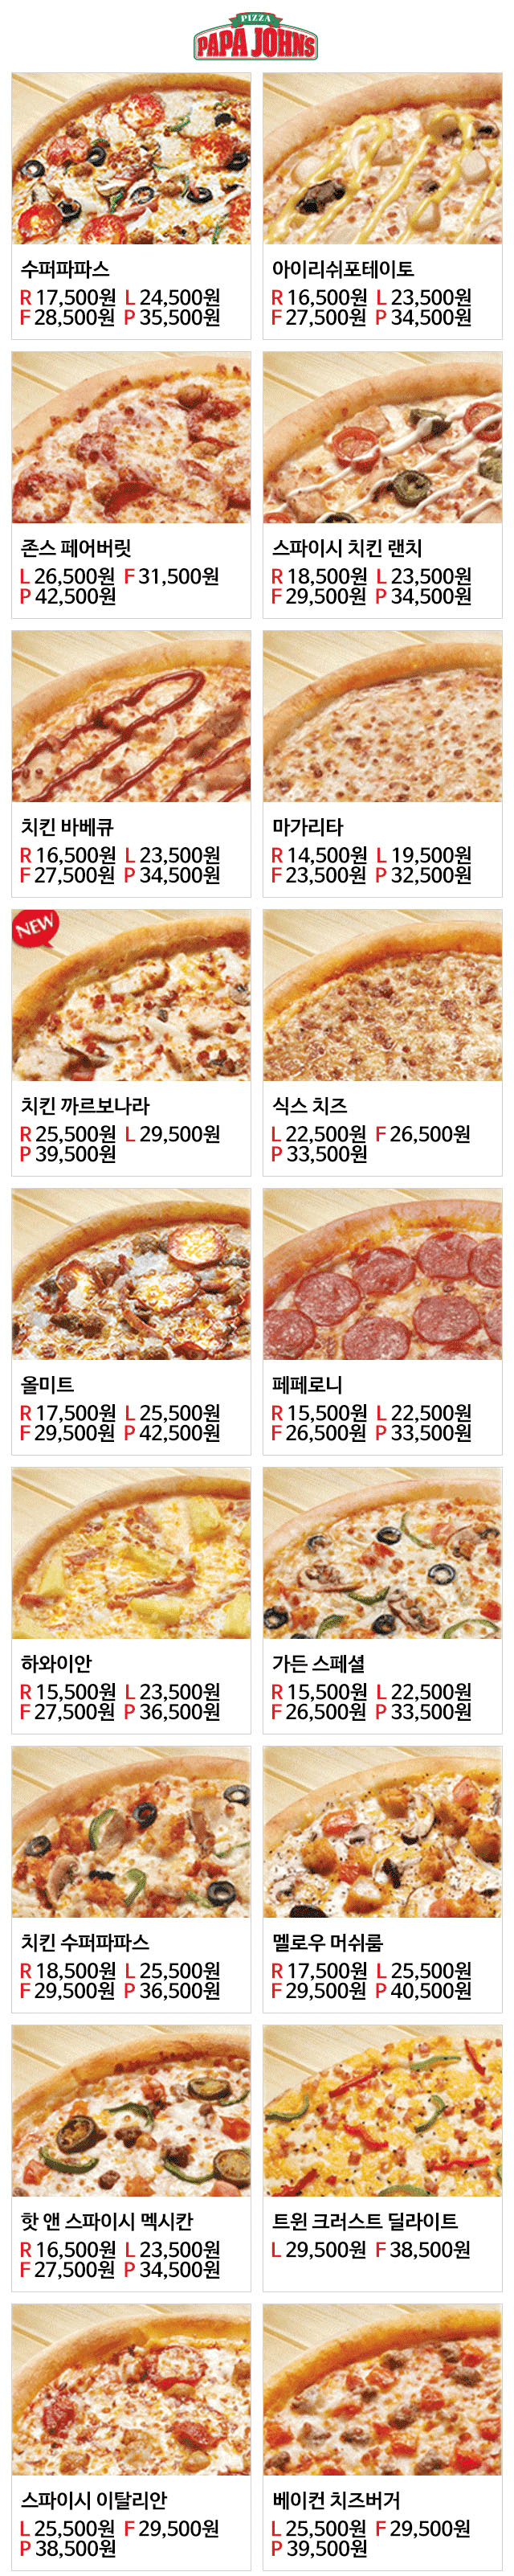 PIZZA
PAPA JOHN'S
수퍼파파스
R 17,500원 L 24,500원
F 28,500원 P 35,500원
아이리쉬포테이토
R 16,500원 L 23,500원
F 27,500원 P 34,500원
존스 페어버릿
L 26,500원 F 31,500원
P 42,500원
스파이시 치킨 랜치
R 18,500원 L 23,500원
F 29,500원 P 34,500원
치킨 바베큐
R 16,500원 L 23,500원
F 27,500원 P 34,500원
마가리타
R 14,500원 L 19,500원
F 23,500원 P 32,500원
NEW
치킨 까르보나라
R 25,500원 L 29,500원
P 39,500원
식스 치즈
L 22,500원 F 26,500원
P 33,500원
올미트
R 17,500원 L 25,500원
F 29,500원 P 42,500원
페페로니
R 15,500원 L 22,500원
F 26,500원 P 33,500원
하와이안
R 15,500원 L 23,500원
F 27,500원 P 36,500원
가든 스페셜
R 15,500원 L 22,500원
F 26,500원 P 33,500원
치킨 수퍼파파스
R 18,500원 L 25,500원
F 29,500원 P 36,500원
멜로우 머쉬룸
R 17,500원 L 25,500원
F 29,500원 P 40,500원
핫 앤 스파이시 멕시칸
R 16,500원 L 23,500원
F 27,500원 P 34,500원
트윈 크러스트 딜라이트
L 29,500원 F 38,500원
스파이시 이탈리안
L 25,500원 F 29,500원
P 38,500원
베이컨 치즈버거
L 25,500원 F 29,500원
P 39,500원